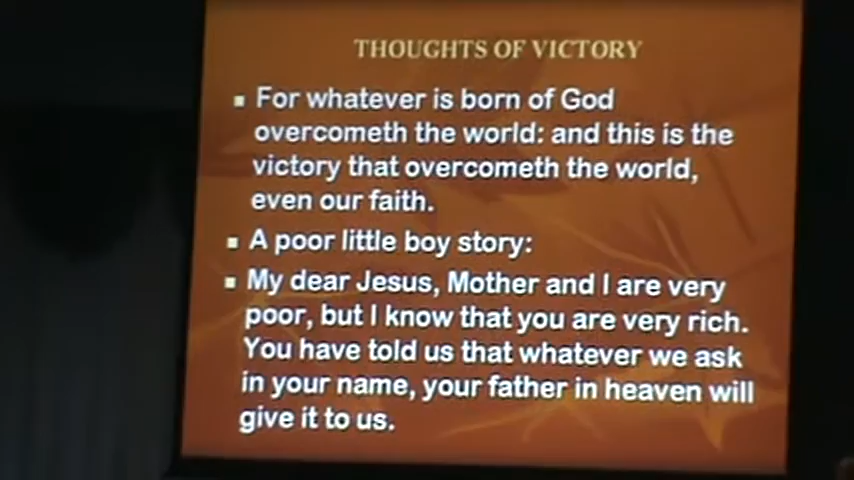 THOUGHTS OF VICTORY
▪ For whatever is born of God
overcometh the world: and this is the
victory that overcometh the world,
even our faith.
▪ A poor little boy story:
▪ My dear Jesus, Mother and I are very
poor, but I know that you are very rich.
You have told us that whatever we ask
in your name, your father in heaven will
give it to us.